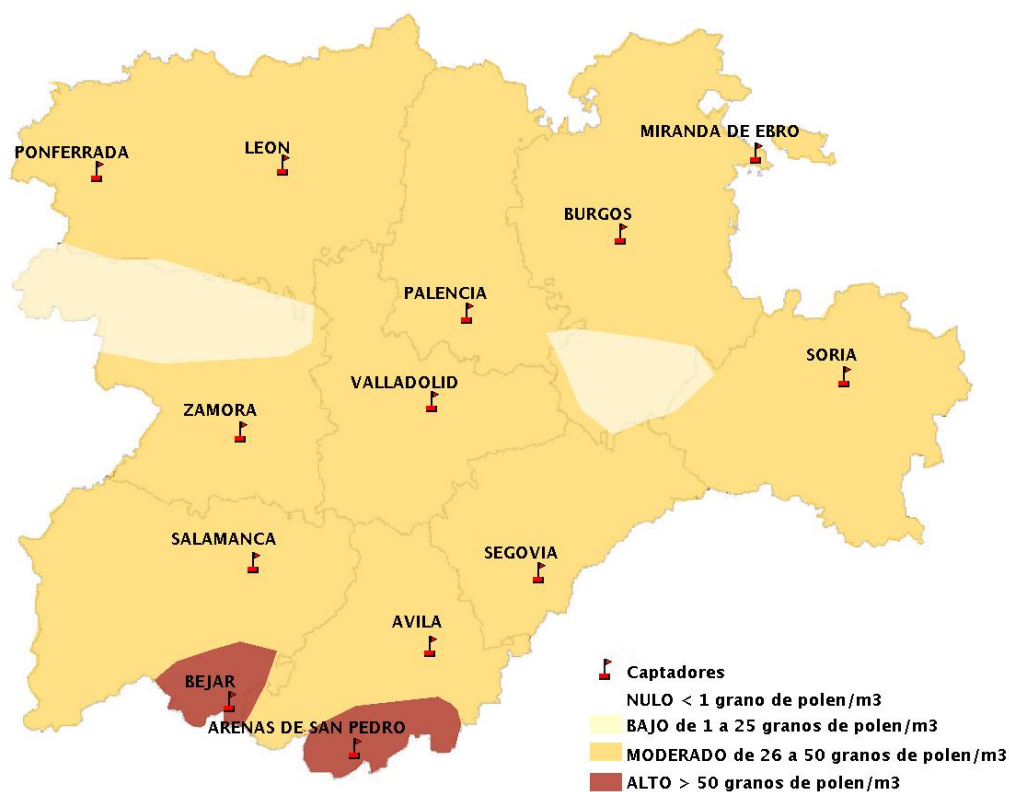 MIRANDA DE EBRO
PONFERRADA
LEON
BURGOS
PALENCIA
SORIA
VALLADOLID
ZAMORA
SALAMANCA
SEGOVIA
AVILA
BEJAR
ARENAS DE SAN PEDRO
Captadores
NULO < 1 grano de polen/m3
BAJO de 1 a 25 granos de polen/m3
MODERADO de 26 a 50 granos de polen/m3
ALTO > 50 granos de polen/m3